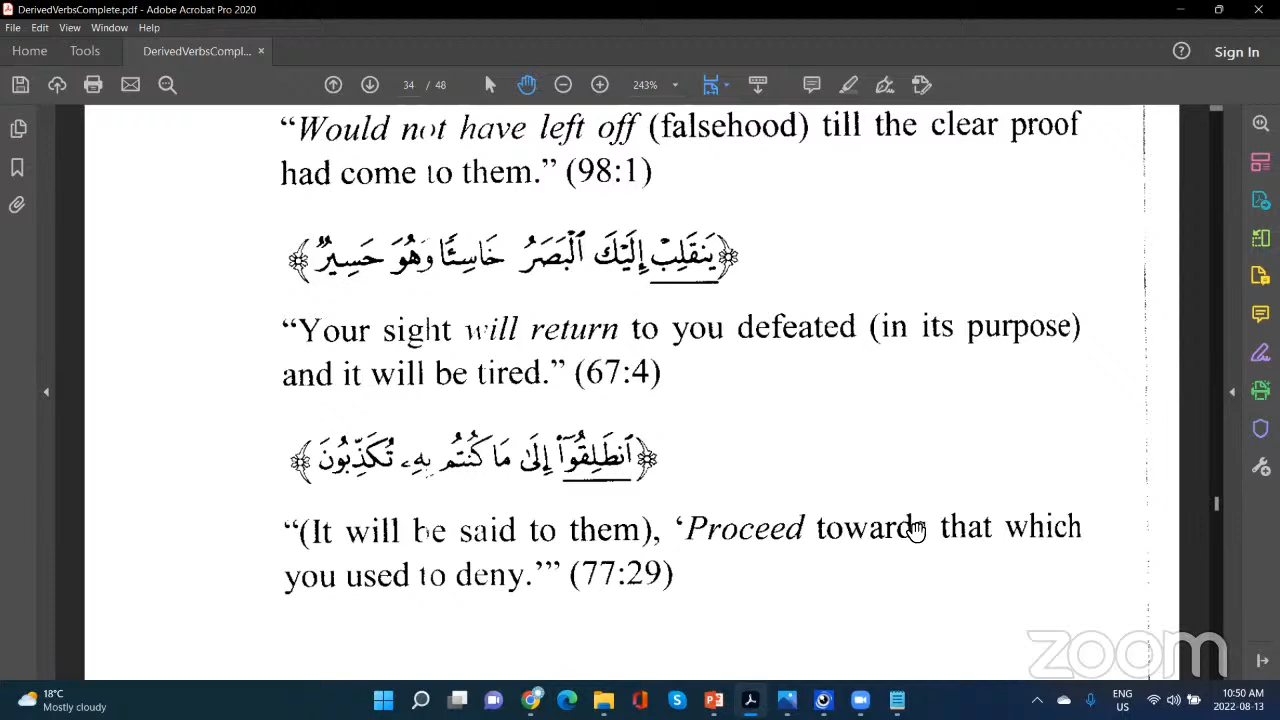 DerivedVerbsComplete.pdf - Adobe Acrobat Pro 2020
File Edit View Window Help
Home Tools DerivedVerbsCompl... × Sign In
34 / 48 243%
“Would not have left off (falsehood) till the clear proof
had come to them.” (98:1)
﴿يَنقَلِبْ إِلَيْكَ ٱلْبَصَرُ خَاسِئًا وَهُوَ حَسِيرٌ﴾
“Your sight will return to you defeated (in its purpose)
and it will be tired.” (67:4)
﴿ٱنطَلِقُوٓا۟ إِلَىٰ مَا كُنتُم بِهِۦ تُكَذِّبُونَ﴾
“(It will be said to them), ‘Proceed towards that which
you used to deny.’” (77:29)
zoom
18°C
Mostly cloudy
ENG
US
10:50 AM
2022-08-13